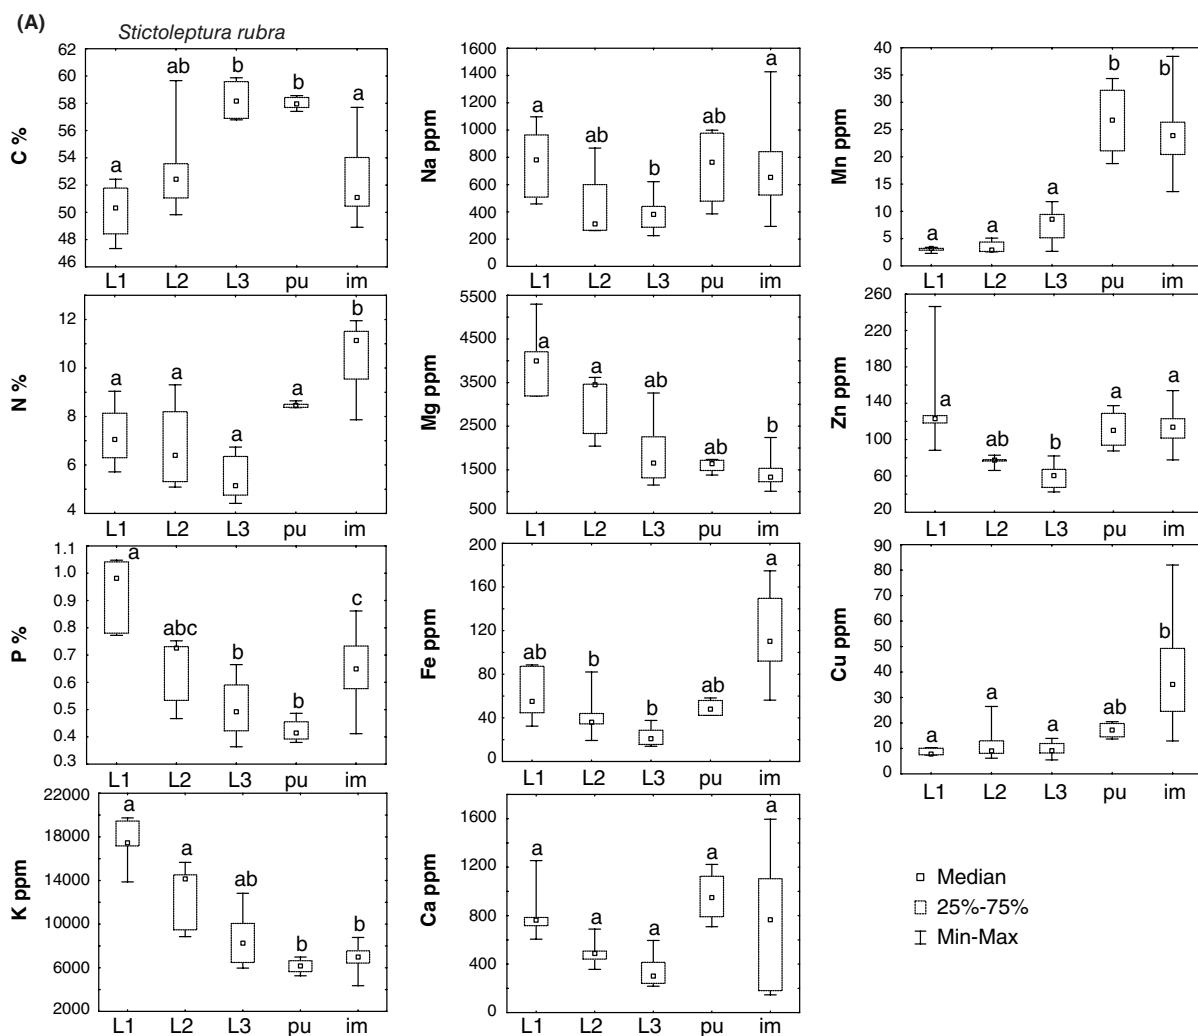 (A)
Stictoleptura rubra
C %
62
60
58
56
54
52
50
48
46
a
ab
b
b
a
L1 L2 L3 pu im
Na ppm
1600
1400
1200
1000
800
600
400
200
0
a
ab
b
ab
a
L1 L2 L3 pu im
Mn ppm
40
35
30
25
20
15
10
5
0
a
a
a
b
b
L1 L2 L3 pu im
N %
12
10
8
6
4
a
a
a
a
b
L1 L2 L3 pu im
Mg ppm
5500
4500
3500
2500
1500
500
a
a
ab
ab
b
L1 L2 L3 pu im
Zn ppm
260
220
180
140
100
60
20
a
ab
b
a
a
L1 L2 L3 pu im
P %
1.1
1.0
0.9
0.8
0.7
0.6
0.5
0.4
0.3
a
abc
b
b
c
L1 L2 L3 pu im
Fe ppm
200
160
120
80
40
0
ab
b
b
ab
a
L1 L2 L3 pu im
Cu ppm
90
80
70
60
50
40
30
20
10
0
a
a
a
ab
b
L1 L2 L3 pu im
K ppm
22000
18000
14000
10000
6000
2000
a
a
ab
b
b
L1 L2 L3 pu im
Ca ppm
1600
1200
800
400
0
a
a
a
a
a
L1 L2 L3 pu im
Median
25%-75%
Min-Max